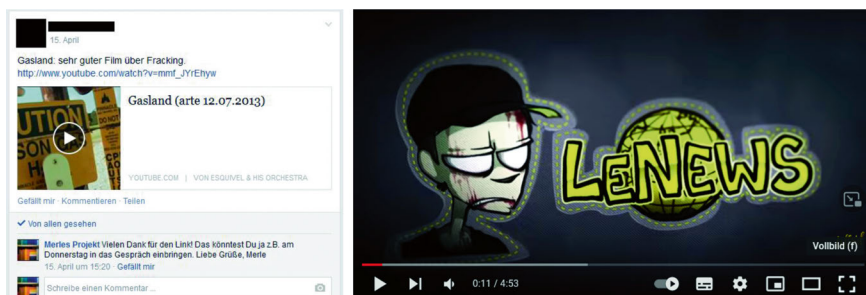 15. April
Gasland: sehr guter Film über Fracking.
http://www.youtube.com/watch?v=mmf_JYrEhyw
Gasland (arte 12.07.2013)
YOUTUBE.COM | VON ESQUIVEL & HIS ORCHESTRA
Gefällt mir · Kommentieren · Teilen
Von allen gesehen
Merles Projekt Vielen Dank für den Link! Das könntest Du ja z.B. am
Donnerstag in das Gespräch einbringen. Liebe Grüße, Merle
15. April um 15:20 · Gefällt mir
Schreibe einen Kommentar ...
LENEWS
Vollbild (f)
0:11 / 4:53